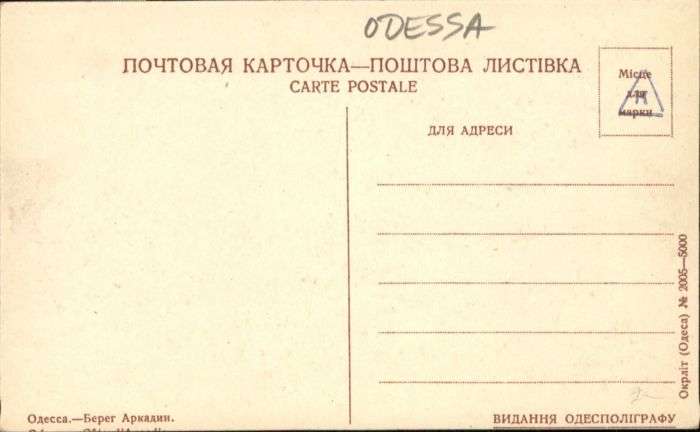 ODESSA
ПОЧТОВАЯ КАРТОЧКА—ПОШТОВА ЛИСТІВКА
CARTE POSTALE
Місце
для
марки
ДЛЯ АДРЕСИ
Окрліт (Одеса) № 2005—5000
Одесса.—Берег Аркадии.
ВИДАННЯ ОДЕСПОЛІГРАФУ